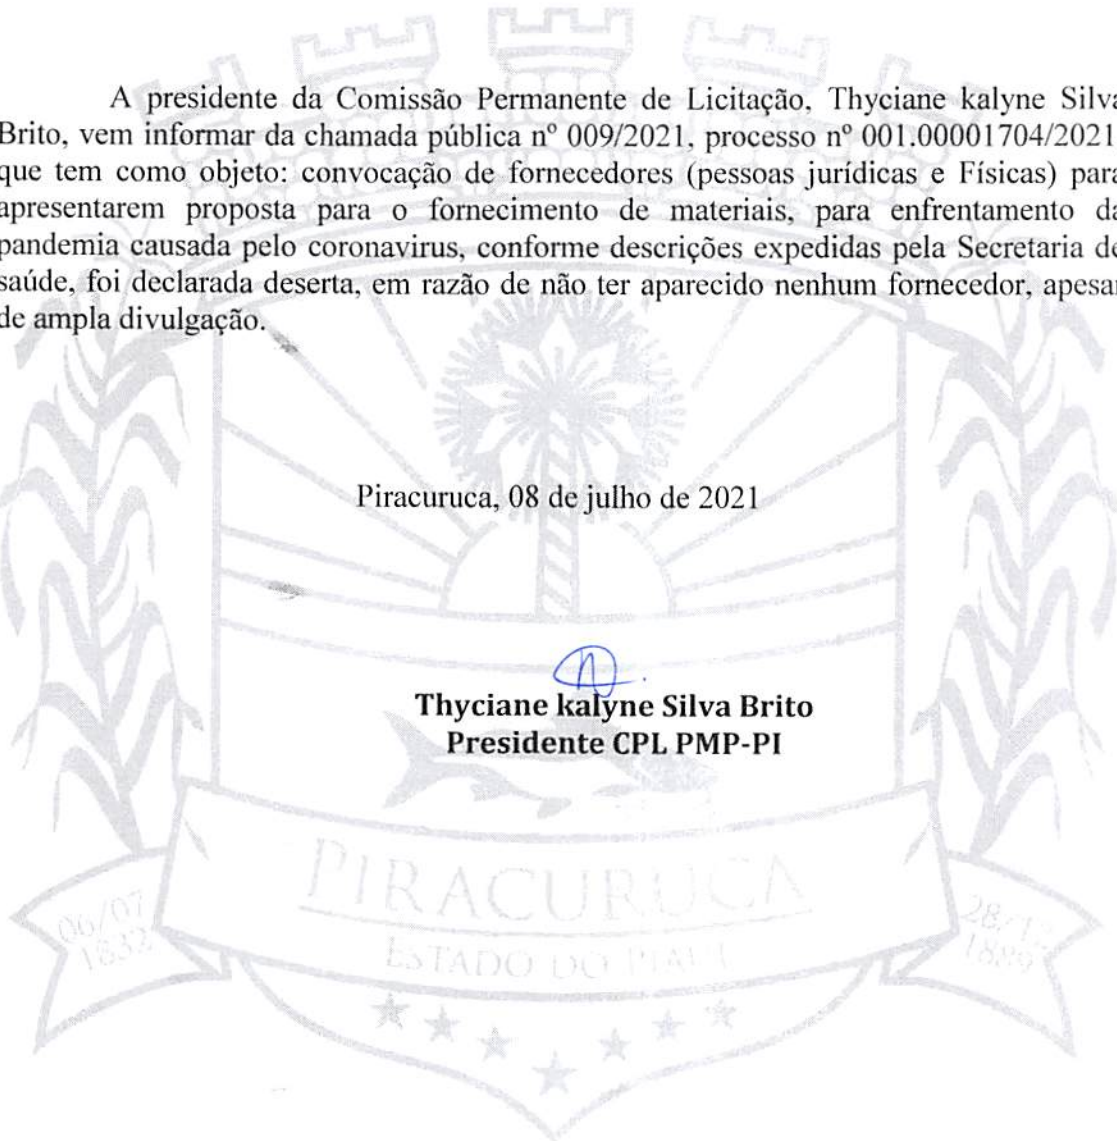 A presidente da Comissão Permanente de Licitação, Thyciane kalyne Silva
Brito, vem informar da chamada pública nº 009/2021, processo nº 001.00001704/2021
que tem como objeto: convocação de fornecedores (pessoas jurídicas e Físicas) para
apresentarem proposta para o fornecimento de materiais, para enfrentamento da
pandemia causada pelo coronavirus, conforme descrições expedidas pela Secretaria de
saúde, foi declarada deserta, em razão de não ter aparecido nenhum fornecedor, apesar
de ampla divulgação.
Piracuruca, 08 de julho de 2021
Thyciane kalyne Silva Brito
Presidente CPL PMP-PI
PIRACURUCA
ESTADO DO PIAUÍ
06/07
1832
28/12
1889